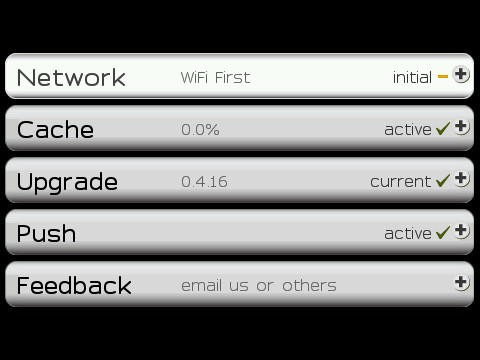 Network WiFi First initial
Cache 0.0% active
Upgrade 0.4.16 current
Push active
Feedback email us or others